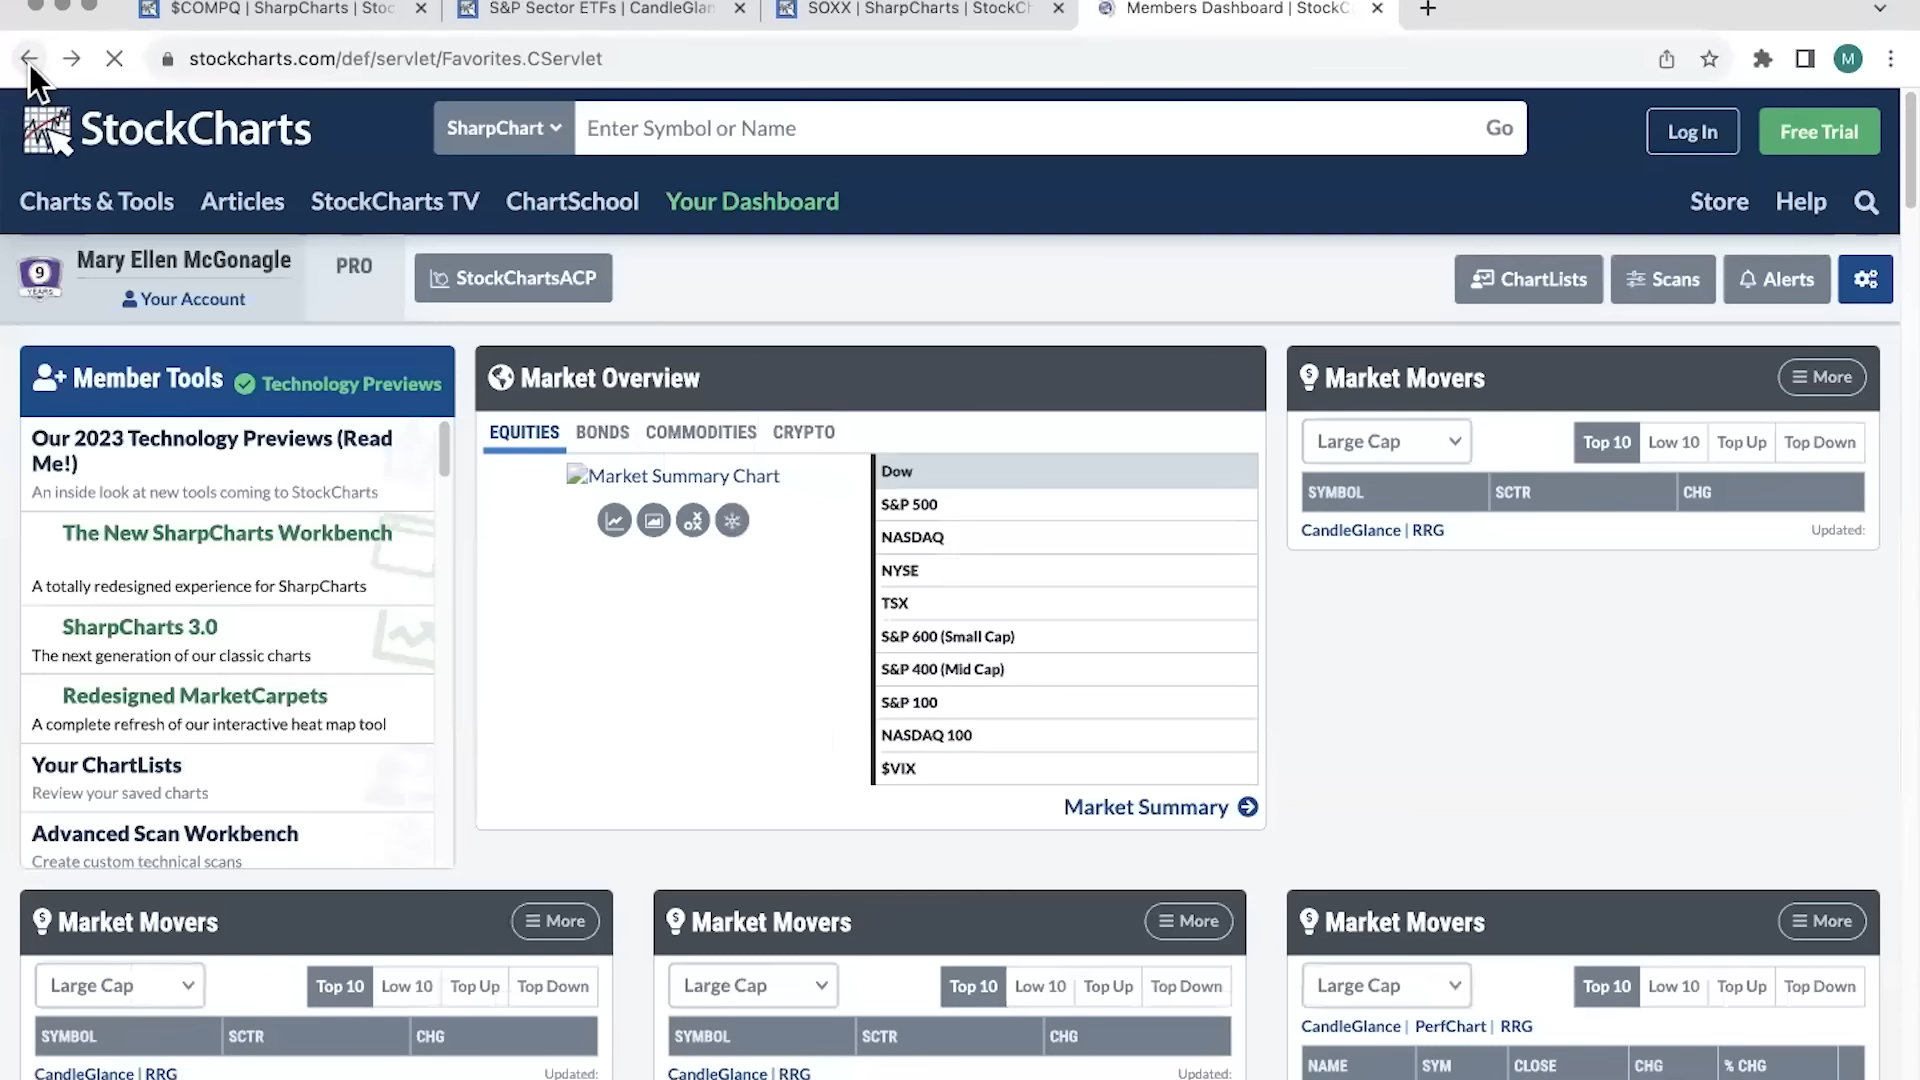 $COMPQ | SharpCharts | Stoc
S&P Sector ETFs | CandleGlan
SOXX | SharpCharts | StockCh
Members Dashboard | StockC
stockcharts.com/def/servlet/Favorites.CServlet
M
StockCharts
SharpChart
Enter Symbol or Name
Go
Log In
Free Trial
Charts & Tools
Articles
StockCharts TV
ChartSchool
Your Dashboard
Store
Help
9
YEARS
Mary Ellen McGonagle
Your Account
PRO
StockChartsACP
ChartLists
Scans
Alerts
Member Tools
Technology Previews
Our 2023 Technology Previews (Read
Me!)
An inside look at new tools coming to StockCharts
The New SharpCharts Workbench
A totally redesigned experience for SharpCharts
SharpCharts 3.0
The next generation of our classic charts
Redesigned MarketCarpets
A complete refresh of our interactive heat map tool
Your ChartLists
Review your saved charts
Advanced Scan Workbench
Create custom technical scans
Market Overview
EQUITIES
BONDS
COMMODITIES
CRYPTO
Market Summary Chart
Dow
S&P 500
NASDAQ
NYSE
TSX
S&P 600 (Small Cap)
S&P 400 (Mid Cap)
S&P 100
NASDAQ 100
$VIX
Market Summary
Market Movers
More
Large Cap
Top 10
Low 10
Top Up
Top Down
SYMBOL
SCTR
CHG
CandleGlance | RRG
Updated:
Market Movers
More
Large Cap
Top 10
Low 10
Top Up
Top Down
SYMBOL
SCTR
CHG
CandleGlance | RRG
Updated:
Market Movers
More
Large Cap
Top 10
Low 10
Top Up
Top Down
SYMBOL
SCTR
CHG
CandleGlance | RRG
Updated:
Market Movers
More
Large Cap
Top 10
Low 10
Top Up
Top Down
CandleGlance | PerfChart | RRG
NAME
SYM
CLOSE
CHG
% CHG